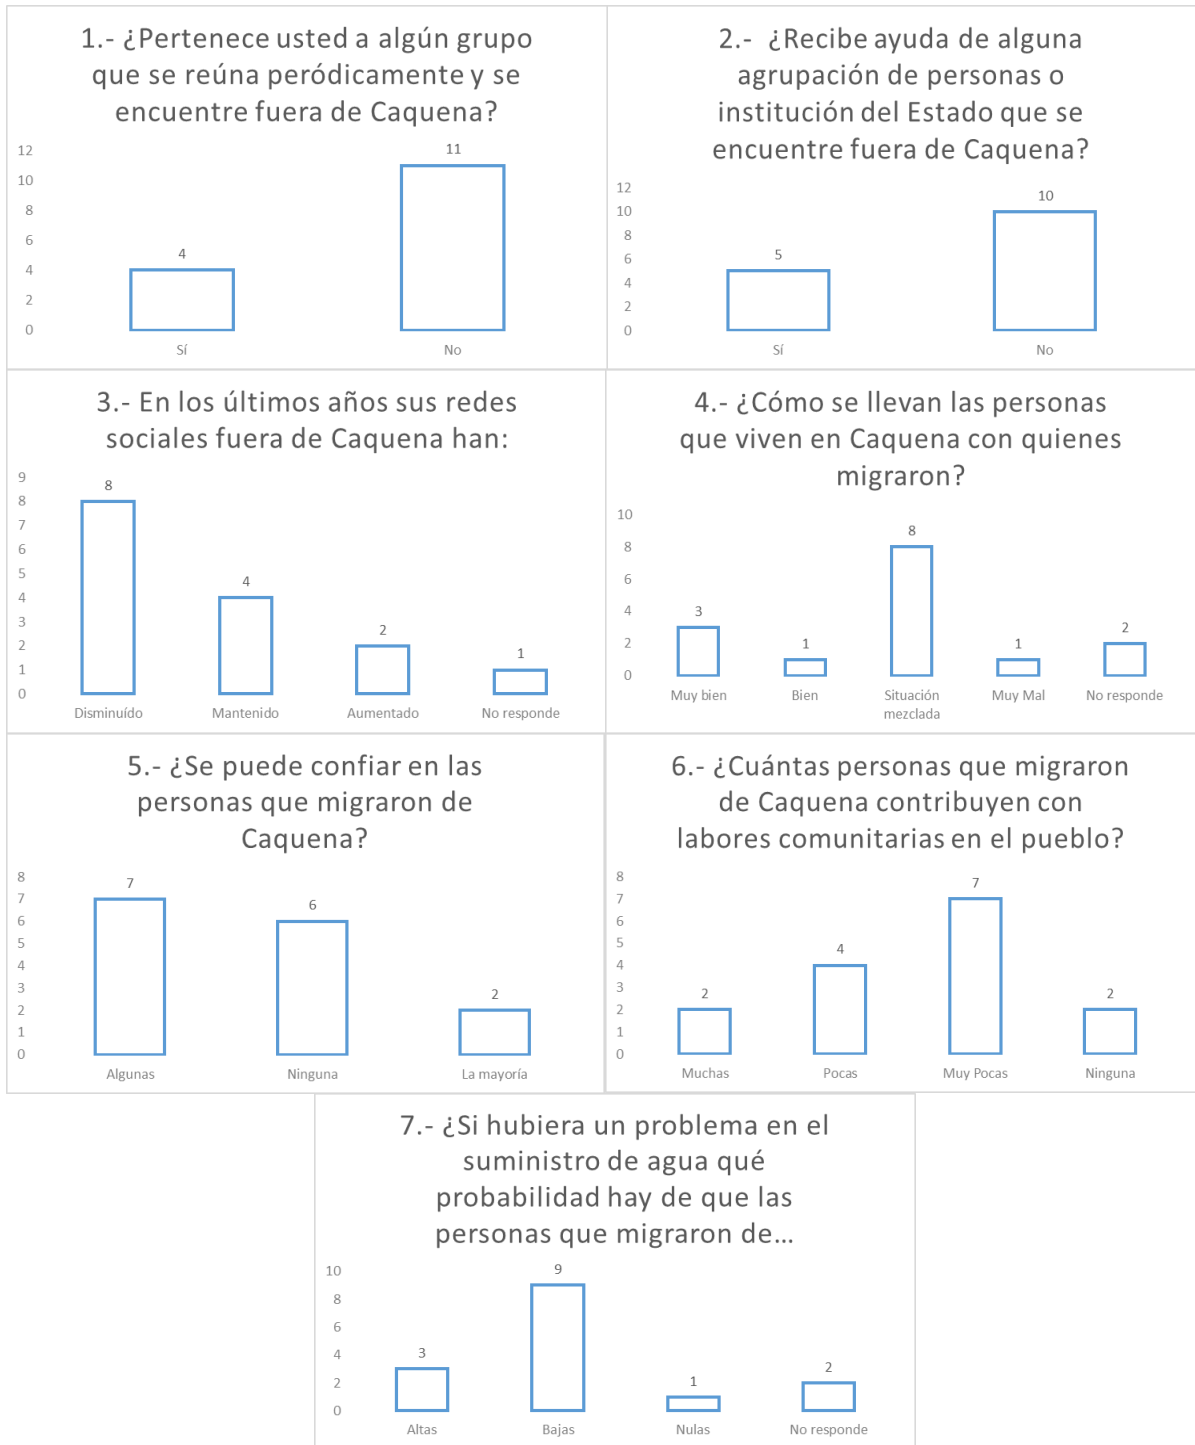 1.- ¿Pertenece usted a algún grupo
que se reúna peródicamente y se
encuentre fuera de Caquena?
12
10
8
6
4
2
0
4
11
Sí
No
2.- ¿Recibe ayuda de alguna
agrupación de personas o
institución del Estado que se
encuentre fuera de Caquena?
12
10
8
6
4
2
0
5
10
Sí
No
3.- En los últimos años sus redes
sociales fuera de Caquena han:
9
8
7
6
5
4
3
2
1
0
8
4
2
1
Disminuído
Mantenido
Aumentado
No responde
4.- ¿Cómo se llevan las personas
que viven en Caquena con quienes
migraron?
10
8
6
4
2
0
3
1
8
1
2
Muy bien
Bien
Situación
mezclada
Muy Mal
No responde
5.- ¿Se puede confiar en las
personas que migraron de
Caquena?
8
7
6
5
4
3
2
1
0
7
6
2
Algunas
Ninguna
La mayoría
6.- ¿Cuántas personas que migraron
de Caquena contribuyen con
labores comunitarias en el pueblo?
8
7
6
5
4
3
2
1
0
2
4
7
2
Muchas
Pocas
Muy Pocas
Ninguna
7.- ¿Si hubiera un problema en el
suministro de agua qué
probabilidad hay de que las
personas que migraron de...
10
8
6
4
2
0
3
9
1
2
Altas
Bajas
Nulas
No responde